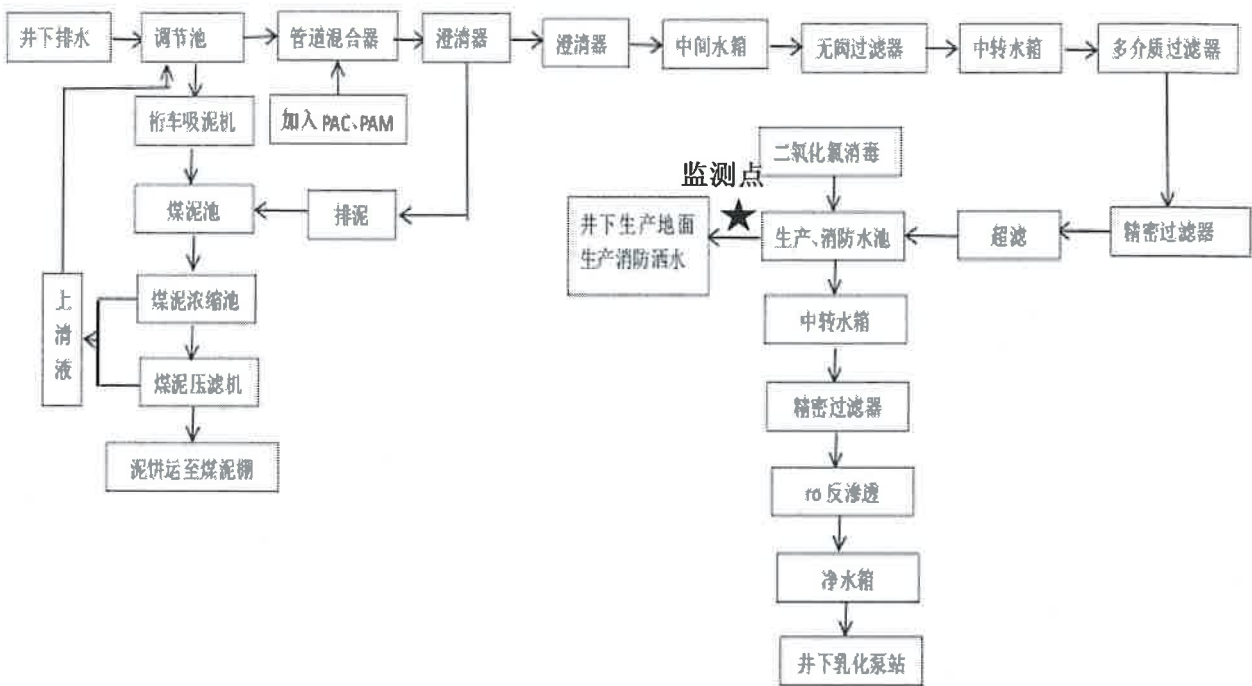 井下排水
调节池
管道混合器
澄清器
澄清器
中间水箱
无阀过滤器
中转水箱
多介质过滤器
桁车吸泥机
加入 PAC、PAM
二氧化氯消毒
监测点
煤泥池
排泥
井下生产地面
生产消防洒水
生产、消防水池
超滤
精密过滤器
上
清
液
煤泥浓缩池
中转水箱
煤泥压滤机
精密过滤器
泥饼运至煤泥棚
ro 反渗透
净水箱
井下乳化泵站